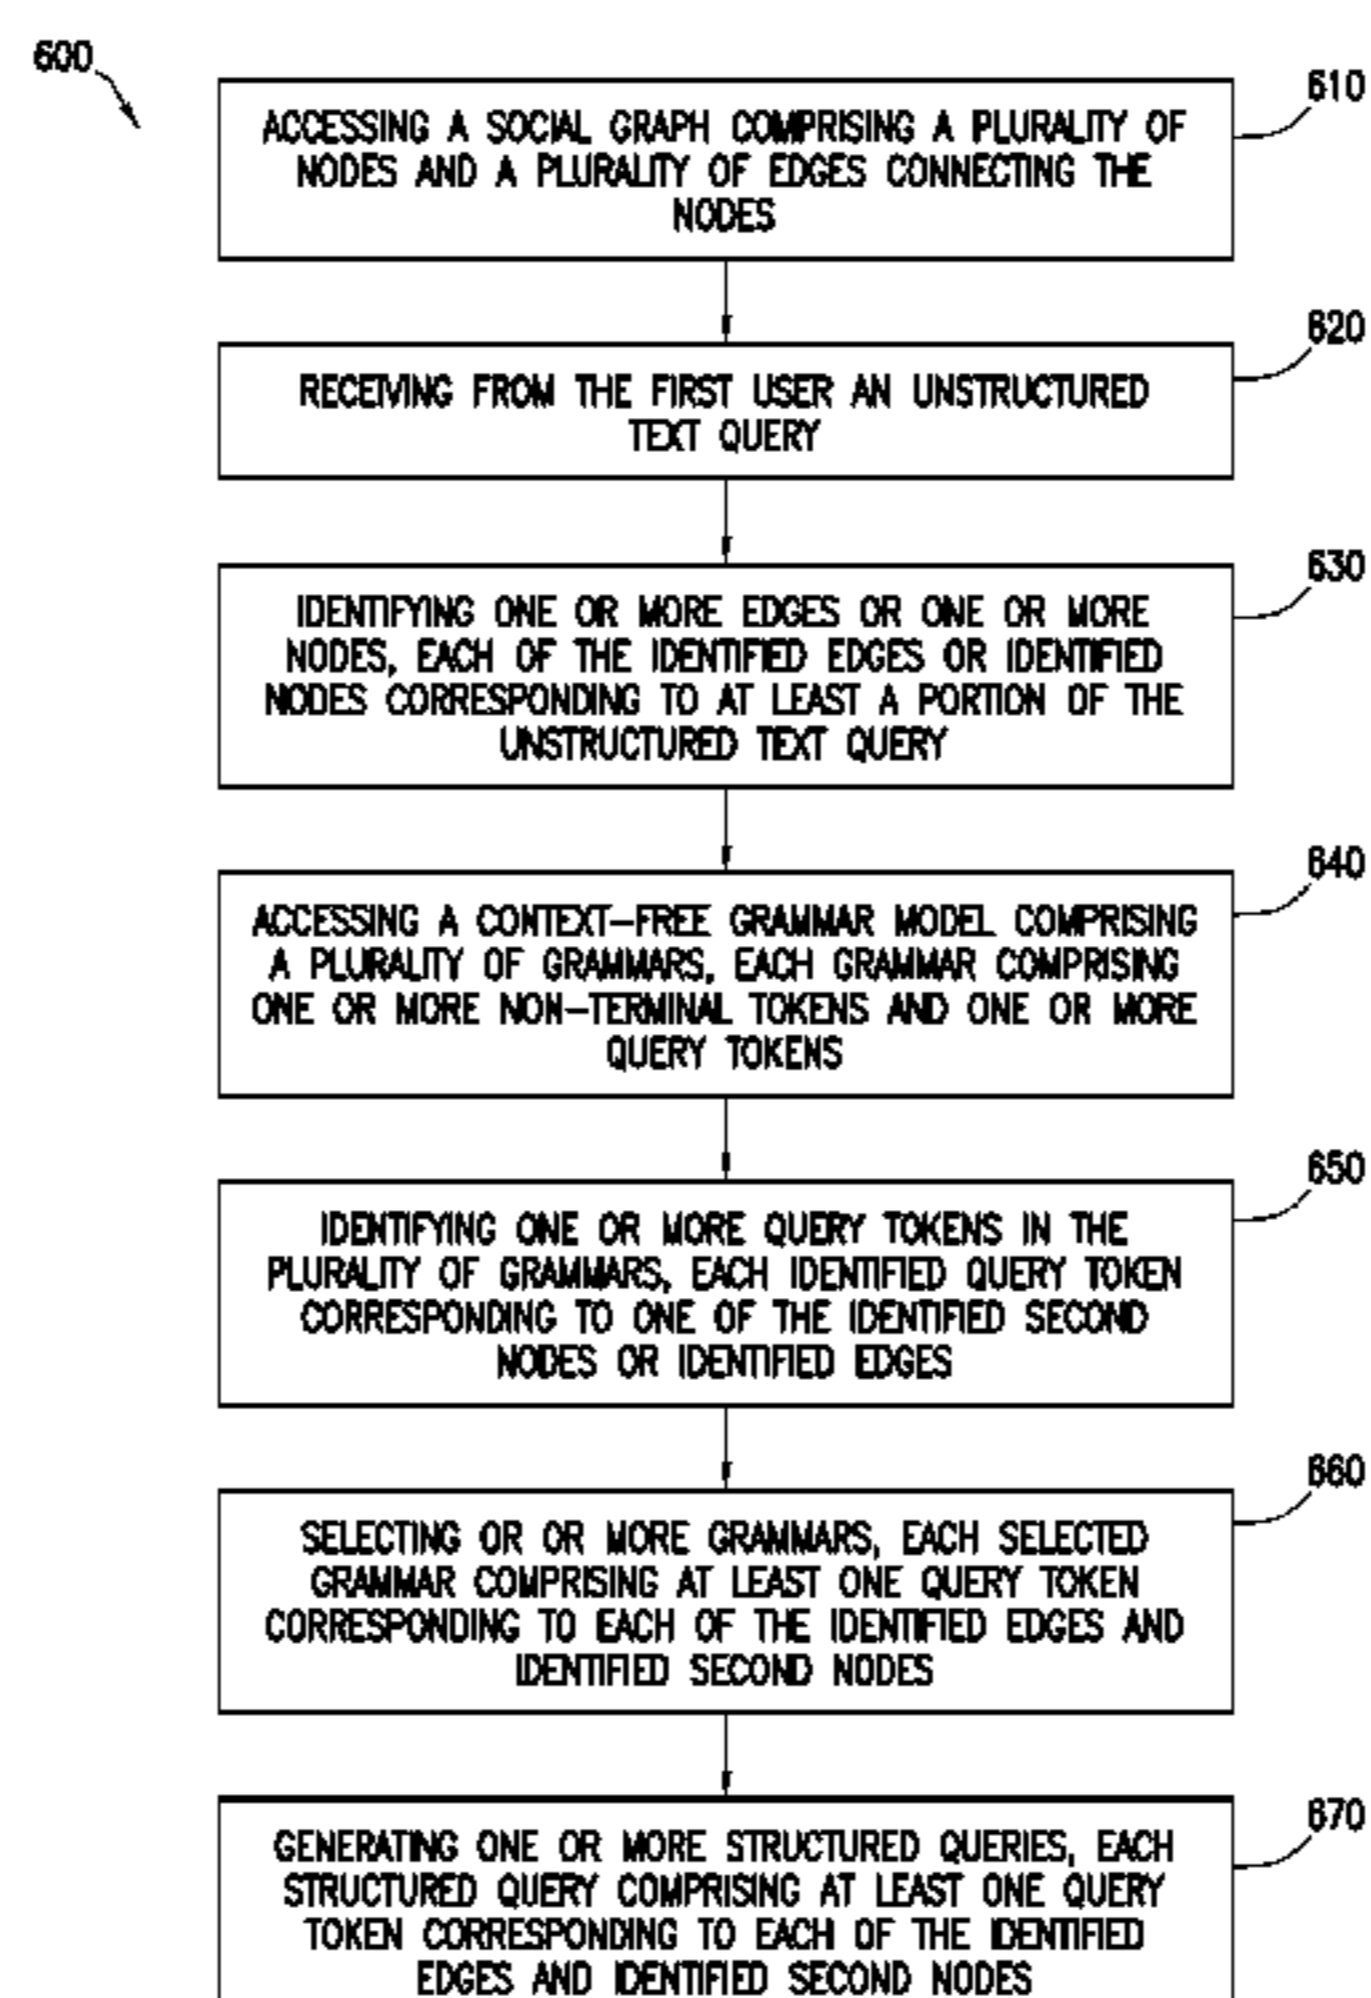 600
610
ACCESSING A SOCIAL GRAPH COMPRISING A PLURALITY OF
NODES AND A PLURALITY OF EDGES CONNECTING THE
NODES
620
RECEIVING FROM THE FIRST USER AN UNSTRUCTURED
TEXT QUERY
630
IDENTIFYING ONE OR MORE EDGES OR ONE OR MORE
NODES, EACH OF THE IDENTIFIED EDGES OR IDENTIFIED
NODES CORRESPONDING TO AT LEAST A PORTION OF THE
UNSTRUCTURED TEXT QUERY
640
ACCESSING A CONTEXT-FREE GRAMMAR MODEL COMPRISING
A PLURALITY OF GRAMMARS, EACH GRAMMAR COMPRISING
ONE OR MORE NON-TERMINAL TOKENS AND ONE OR MORE
QUERY TOKENS
650
IDENTIFYING ONE OR MORE QUERY TOKENS IN THE
PLURALITY OF GRAMMARS, EACH IDENTIFIED QUERY TOKEN
CORRESPONDING TO ONE OF THE IDENTIFIED SECOND
NODES OR IDENTIFIED EDGES
660
SELECTING OR OR MORE GRAMMARS, EACH SELECTED
GRAMMAR COMPRISING AT LEAST ONE QUERY TOKEN
CORRESPONDING TO EACH OF THE IDENTIFIED EDGES AND
IDENTIFIED SECOND NODES
670
GENERATING ONE OR MORE STRUCTURED QUERIES, EACH
STRUCTURED QUERY COMPRISING AT LEAST ONE QUERY
TOKEN CORRESPONDING TO EACH OF THE IDENTIFIED
EDGES AND IDENTIFIED SECOND NODES